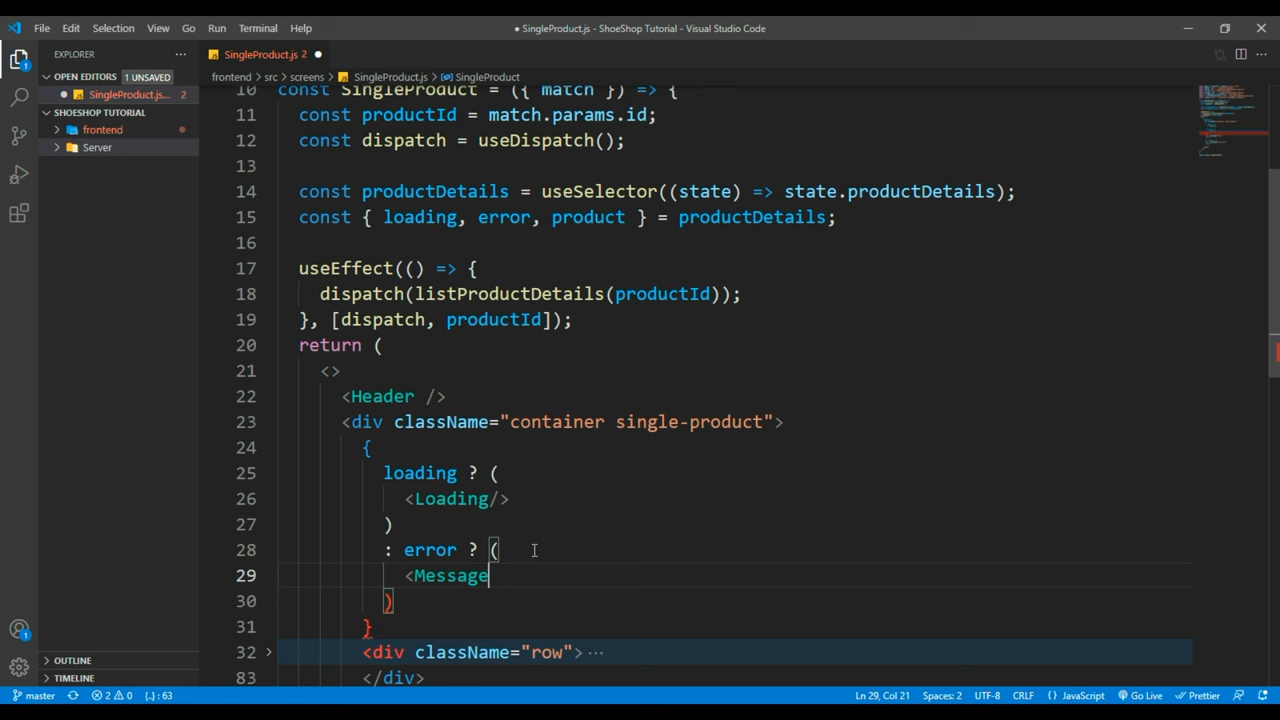 File Edit Selection View Go Run Terminal Help
● SingleProduct.js - ShoeShop Tutorial - Visual Studio Code
EXPLORER
OPEN EDITORS 1 UNSAVED
SingleProduct.js... 2
SHOESHOP TUTORIAL
frontend
Server
OUTLINE
TIMELINE
SingleProduct.js 2
frontend > src > screens > SingleProduct.js > SingleProduct
10 const SingleProduct = ({ match }) => {
11 const productId = match.params.id;
12 const dispatch = useDispatch();
13
14 const productDetails = useSelector((state) => state.productDetails);
15 const { loading, error, product } = productDetails;
16
17 useEffect(() => {
18 dispatch(listProductDetails(productId));
19 }, [dispatch, productId]);
20 return (
21 <>
22 <Header />
23 <div className="container single-product">
24 {
25 loading ? (
26 <Loading/>
27 )
28 : error ? (
29 <Message
30 )
31 }
32 <div className="row"> ...
83 </div>
master 2 0 {..} : 63 Ln 29, Col 21 Spaces: 2 UTF-8 CRLF {} JavaScript Go Live Prettier
1
1